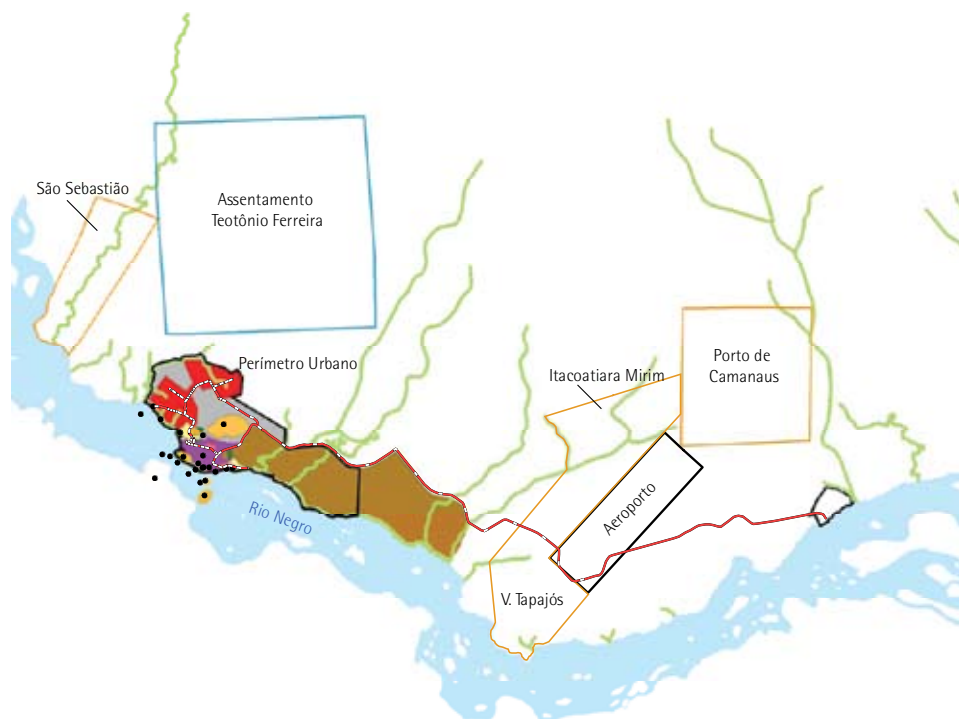 São Sebastião
Assentamento
Teotônio Ferreira
Perímetro Urbano
Itacoatiara Mirim
Porto de
Camanaus
Aeroporto
Rio Negro
V. Tapajós